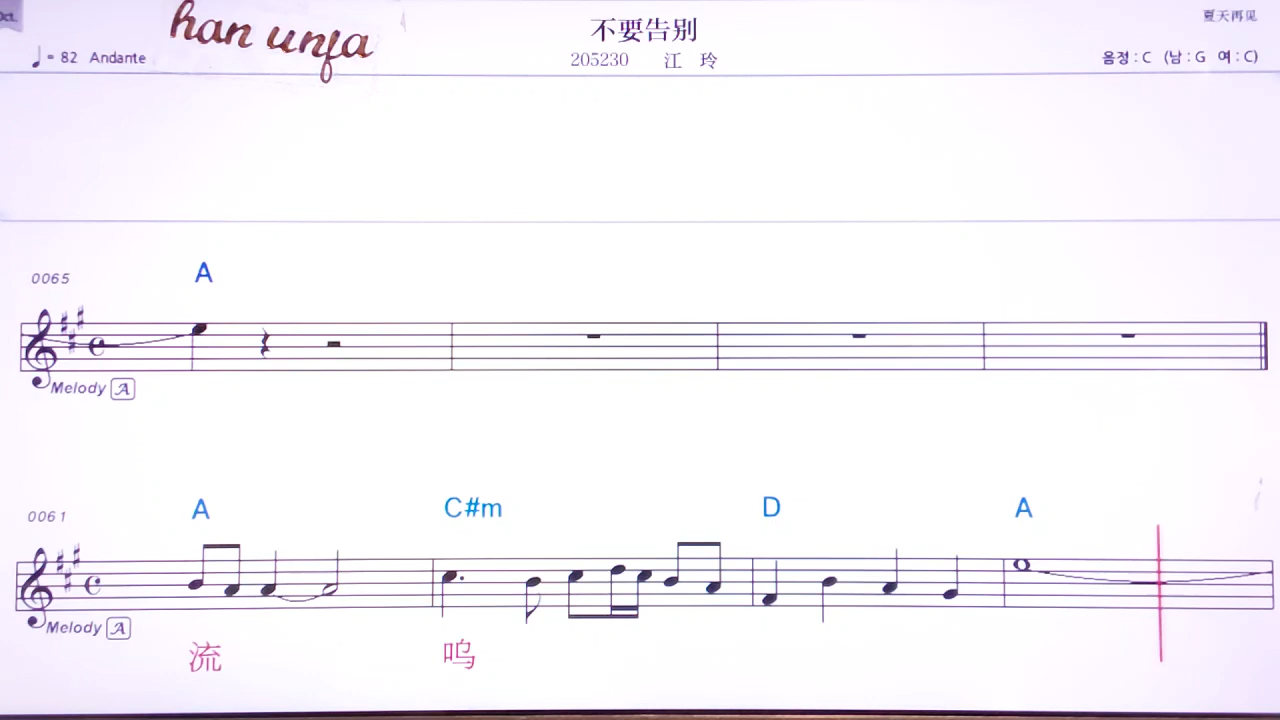 han unfa
不要告别
夏天再见
♩= 82 Andante
205230 江 玲
음정 : C (남 : G 여 : C)
0065 A
Melody A
0061 A C#m D A
Melody A
流 呜